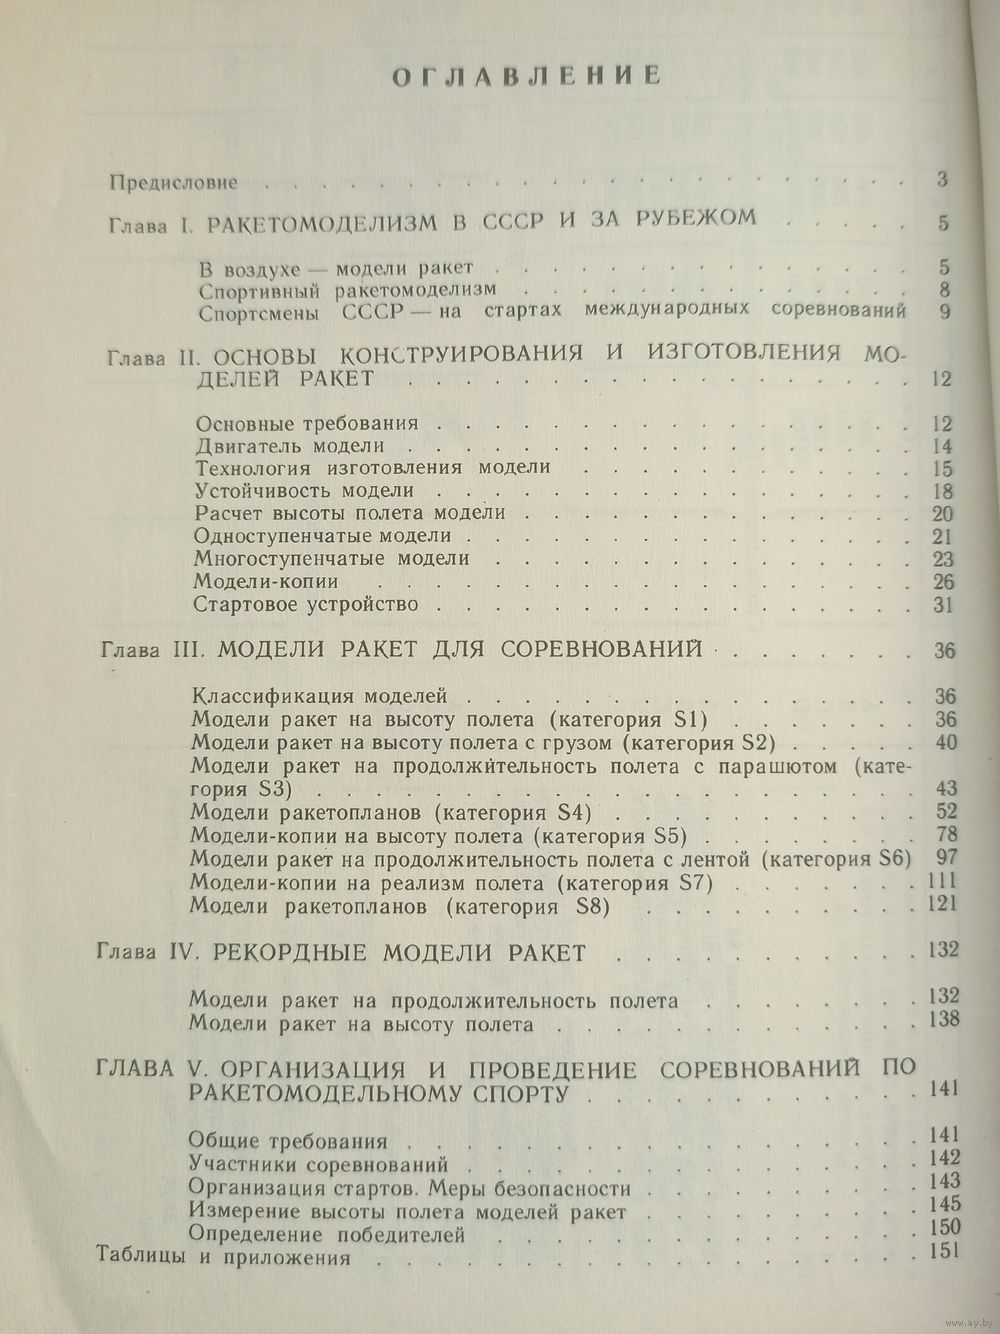 ОГЛАВЛЕНИЕ
Предисловие . . . . . . . . . . . . . . . . . . . . . . 3
Глава I. РАКЕТОМОДЕЛИЗМ В СССР И ЗА РУБЕЖОМ . . . . . 5
В воздухе — модели ракет . . . . . . . . . . . . . . . 5
Спортивный ракетомоделизм . . . . . . . . . . . . . . 8
Спортсмены СССР — на стартах международных соревнований 9
Глава II. ОСНОВЫ КОНСТРУИРОВАНИЯ И ИЗГОТОВЛЕНИЯ МО-
ДЕЛЕЙ РАКЕТ . . . . . . . . . . . . . . . . . . 12
Основные требования . . . . . . . . . . . . . . . . . 12
Двигатель модели . . . . . . . . . . . . . . . . . . 14
Технология изготовления модели . . . . . . . . . . . . 15
Устойчивость модели . . . . . . . . . . . . . . . . . 18
Расчет высоты полета модели . . . . . . . . . . . . . . 20
Одноступенчатые модели . . . . . . . . . . . . . . . . 21
Многоступенчатые модели . . . . . . . . . . . . . . . 23
Модели-копии . . . . . . . . . . . . . . . . . . . 26
Стартовое устройство . . . . . . . . . . . . . . . . . 31
Глава III. МОДЕЛИ РАКЕТ ДЛЯ СОРЕВНОВАНИЙ . . . . . . . . 36
Классификация моделей . . . . . . . . . . . . . . . . 36
Модели ракет на высоту полета (категория S1) . . . . . . . 36
Модели ракет на высоту полета с грузом (категория S2) . . . . . 40
Модели ракет на продолжительность полета с парашютом (кате-
гория S3) . . . . . . . . . . . . . . . . . . . . . 43
Модели ракетопланов (категория S4) . . . . . . . . . . . 52
Модели-копии на высоту полета (категория S5) . . . . . . . . 78
Модели ракет на продолжительность полета с лентой (категория S6) 97
Модели-копии на реализм полета (категория S7) . . . . . . . 111
Модели ракетопланов (категория S8) . . . . . . . . . . 121
Глава IV. РЕКОРДНЫЕ МОДЕЛИ РАКЕТ . . . . . . . . . . . 132
Модели ракет на продолжительность полета . . . . . . . . 132
Модели ракет на высоту полета . . . . . . . . . . . . . 138
ГЛАВА V. ОРГАНИЗАЦИЯ И ПРОВЕДЕНИЕ СОРЕВНОВАНИЙ ПО
РАКЕТОМОДЕЛЬНОМУ СПОРТУ . . . . . . . . . . . . 141
Общие требования . . . . . . . . . . . . . . . . . . 141
Участники соревнований . . . . . . . . . . . . . . . . 142
Организация стартов. Меры безопасности . . . . . . . . . . 143
Измерение высоты полета моделей ракет . . . . . . . . . . 145
Определение победителей . . . . . . . . . . . . . . . 150
Таблицы и приложения . . . . . . . . . . . . . . . . . . . 151
www.ay.by